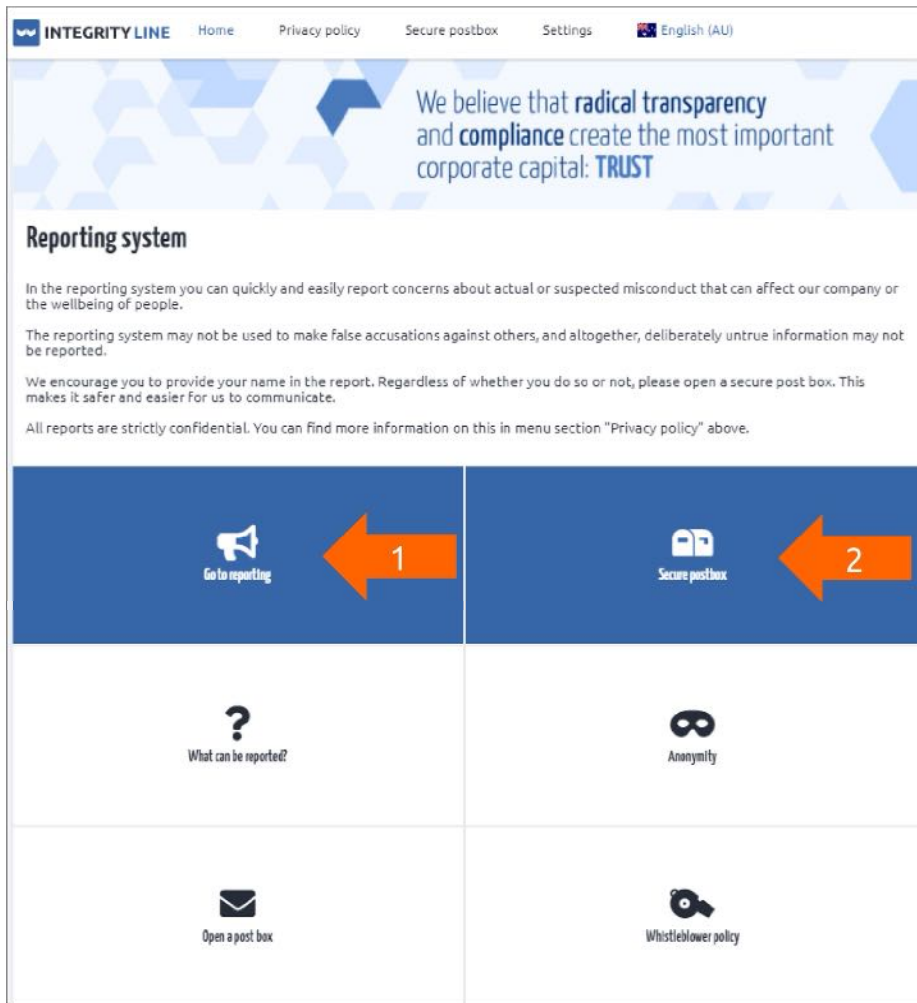 INTEGRITY LINE Home Privacy policy Secure postbox Settings English (AU)
We believe that radical transparency
and compliance create the most important
corporate capital: TRUST
Reporting system
In the reporting system you can quickly and easily report concerns about actual or suspected misconduct that can affect our company or
the wellbeing of people.
The reporting system may not be used to make false accusations against others, and altogether, deliberately untrue information may not
be reported.
We encourage you to provide your name in the report. Regardless of whether you do so or not, please open a secure post box. This
makes it safer and easier for us to communicate.
All reports are strictly confidential. You can find more information on this in menu section "Privacy policy" above.
1
Go to reporting
2
Secure postbox
What can be reported?
Anonymity
Open a post box
Whistleblower policy